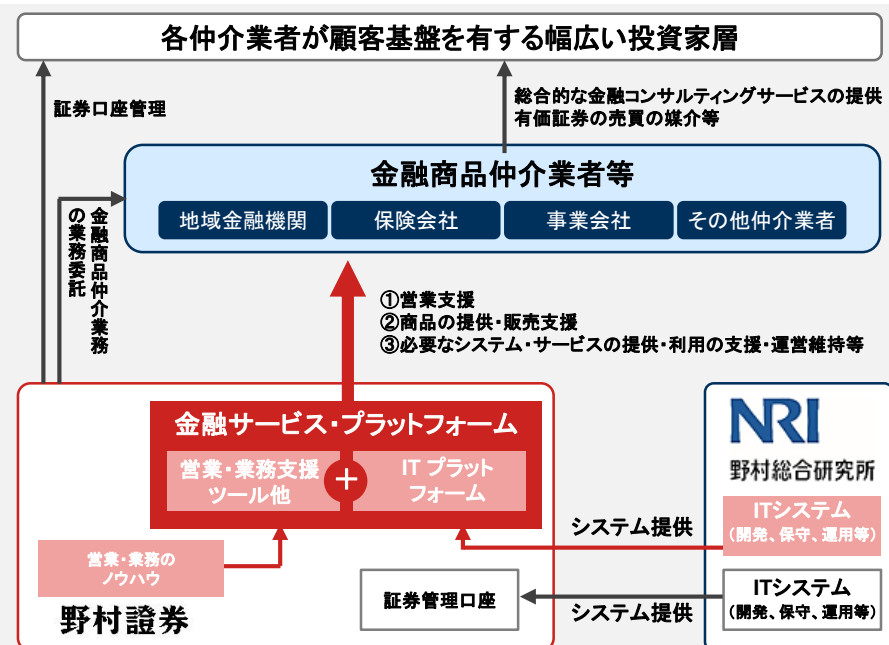 各仲介業者が顧客基盤を有する幅広い投資家層
証券口座管理
総合的な金融コンサルティングサービスの提供
有価証券の売買の媒介等
金融商品仲介業者等
地域金融機関
保険会社
事業会社
その他仲介業者
金融商品仲介業務
の業務委託
①営業支援
②商品の提供・販売支援
③必要なシステム・サービスの提供・利用の支援・運営維持等
金融サービス・プラットフォーム
営業・業務支援
ツール他
+
IT プラット
フォーム
営業・業務の
ノウハウ
野村證券
証券管理口座
システム提供
システム提供
NRI
野村総合研究所
ITシステム
(開発、保守、運用等)
ITシステム
(開発、保守、運用等)